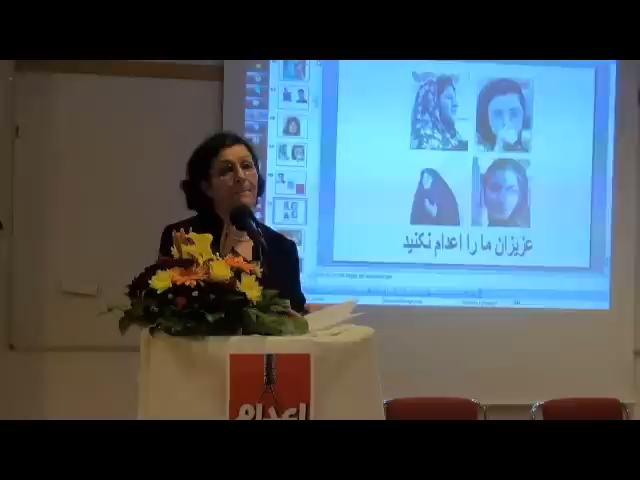 عزیزان ما را اعدام نکنید
اعدام